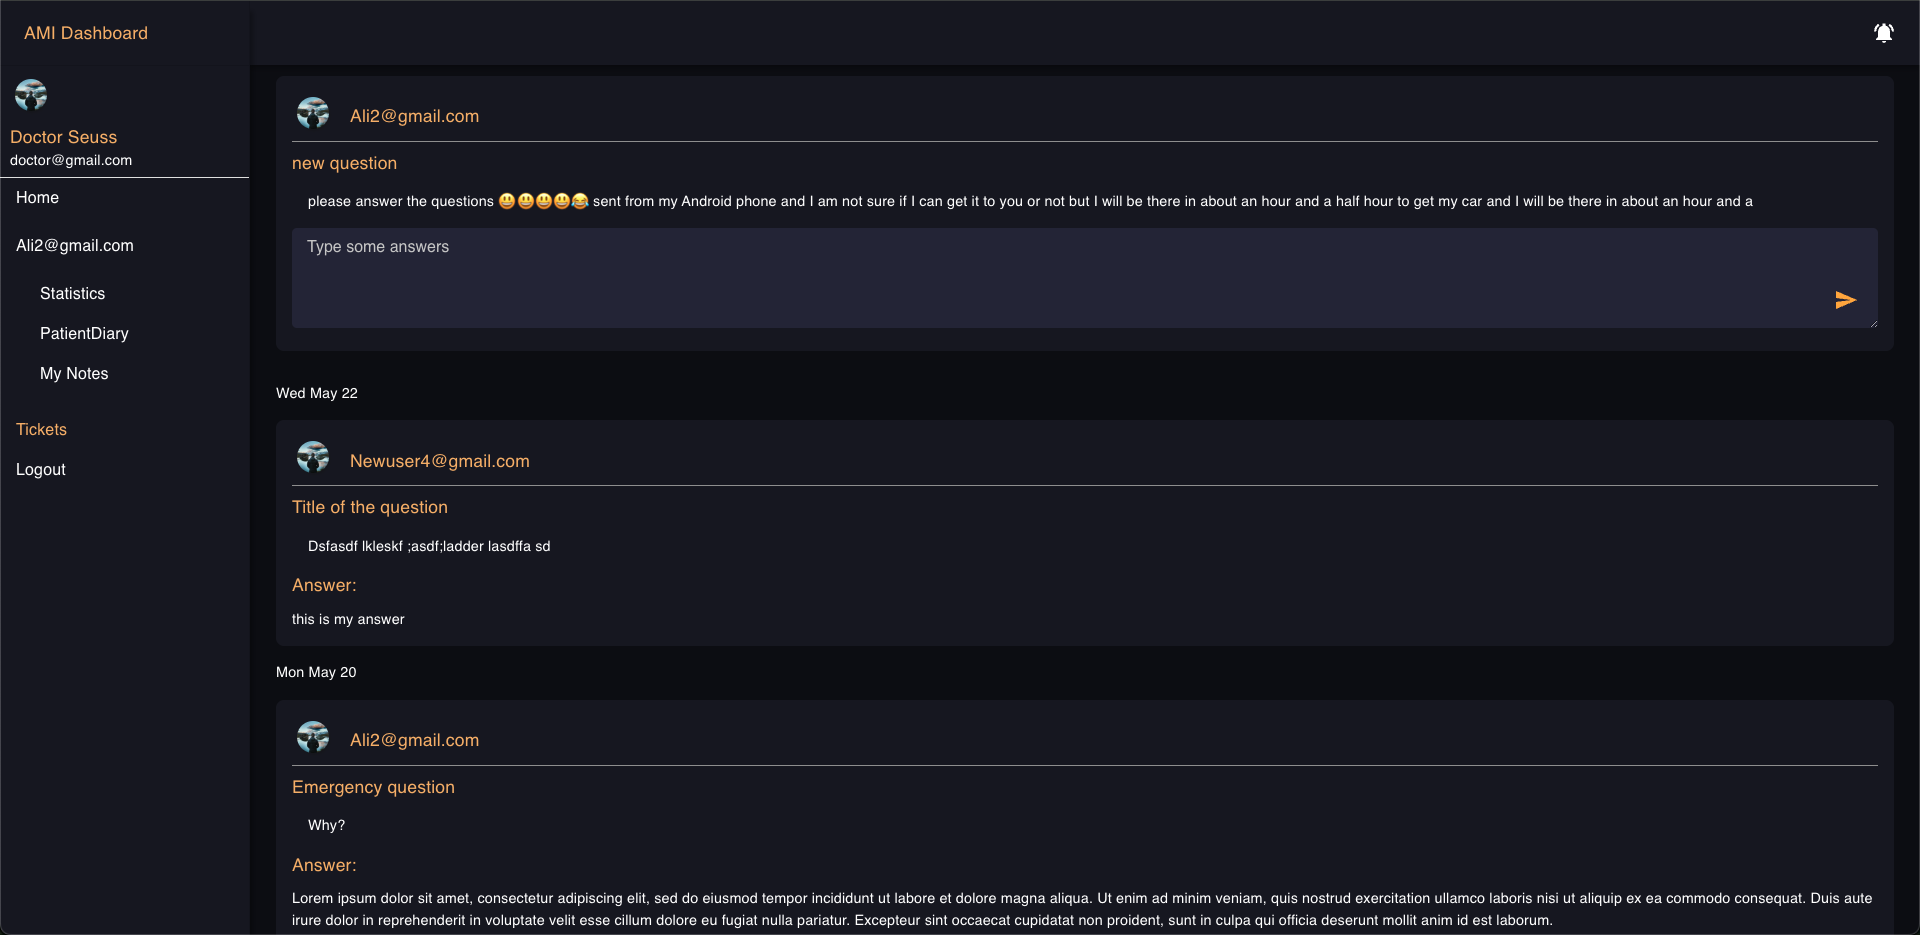 AMI Dashboard
Doctor Seuss
doctor@gmail.com
Home
Ali2@gmail.com
Statistics
PatientDiary
My Notes
Tickets
Logout
Ali2@gmail.com
new question
please answer the questions 😃😃😃😃😂 sent from my Android phone and I am not sure if I can get it to you or not but I will be there in about an hour and a half hour to get my car and I will be there in about an hour and a
Type some answers
Wed May 22
Newuser4@gmail.com
Title of the question
Dsfasdf lkleskf ;asdf;ladder lasdffa sd
Answer:
this is my answer
Mon May 20
Ali2@gmail.com
Emergency question
Why?
Answer:
Lorem ipsum dolor sit amet, consectetur adipiscing elit, sed do eiusmod tempor incididunt ut labore et dolore magna aliqua. Ut enim ad minim veniam, quis nostrud exercitation ullamco laboris nisi ut aliquip ex ea commodo consequat. Duis aute
irure dolor in reprehenderit in voluptate velit esse cillum dolore eu fugiat nulla pariatur. Excepteur sint occaecat cupidatat non proident, sunt in culpa qui officia deserunt mollit anim id est laborum.